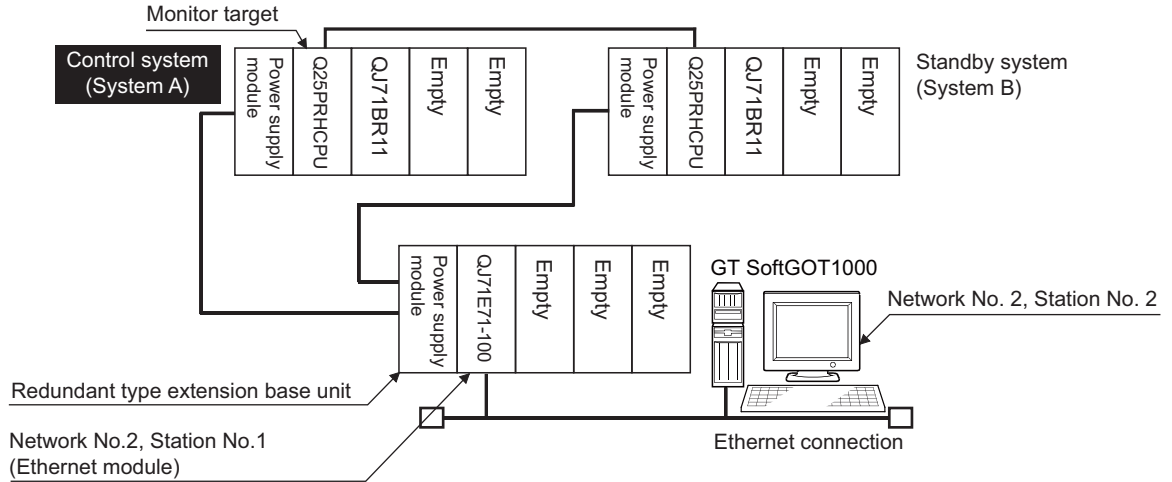 Monitor target
Control system
(System A)
Power supply
module
Q25PRHCPU
QJ71BR11
Empty
Empty
Power supply
module
Q25PRHCPU
QJ71BR11
Empty
Empty
Standby system
(System B)
Power supply
module
QJ71E71-100
Empty
Empty
Empty
GT SoftGOT1000
Network No. 2, Station No. 2
Redundant type extension base unit
Network No.2, Station No.1
(Ethernet module)
Ethernet connection